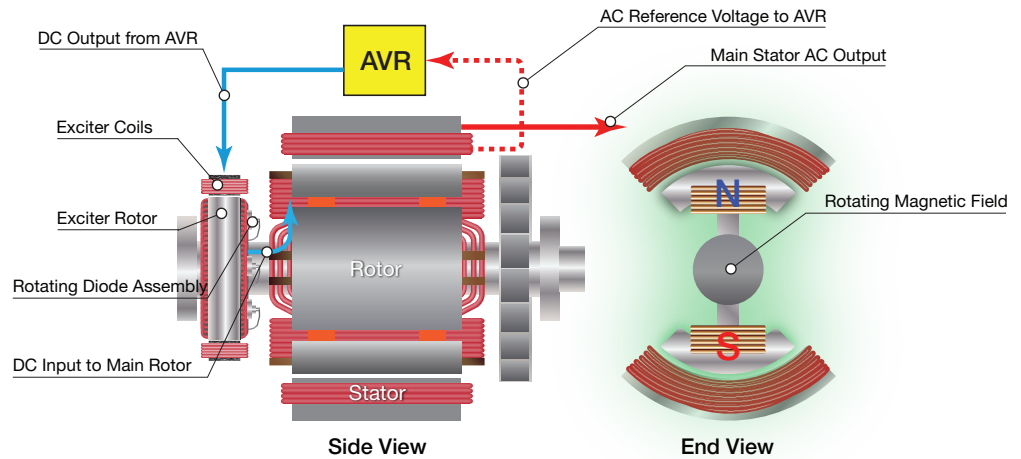 AC Reference Voltage to AVR
DC Output from AVR
AVR
Main Stator AC Output
Exciter Coils
N
Exciter Rotor
Rotating Magnetic Field
Rotor
Rotating Diode Assembly
S
DC Input to Main Rotor
Stator
Side View
End View